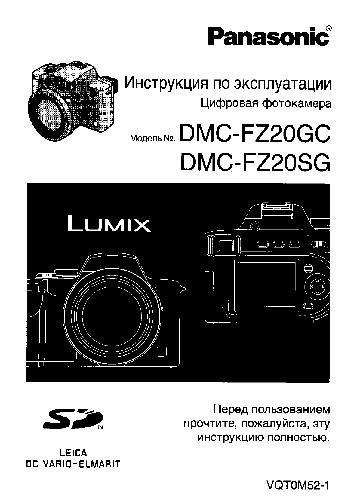 Panasonic®
Инструкция по эксплуатации
Цифровая фотокамера
Модель №. DMC-FZ20GC
DMC-FZ20SG
LUMIX
SD
Перед пользованием
прочтите, пожалуйста, эту
инструкцию полностью.
LEICA
DC VARIO-ELMARIT
VQT0M52-1